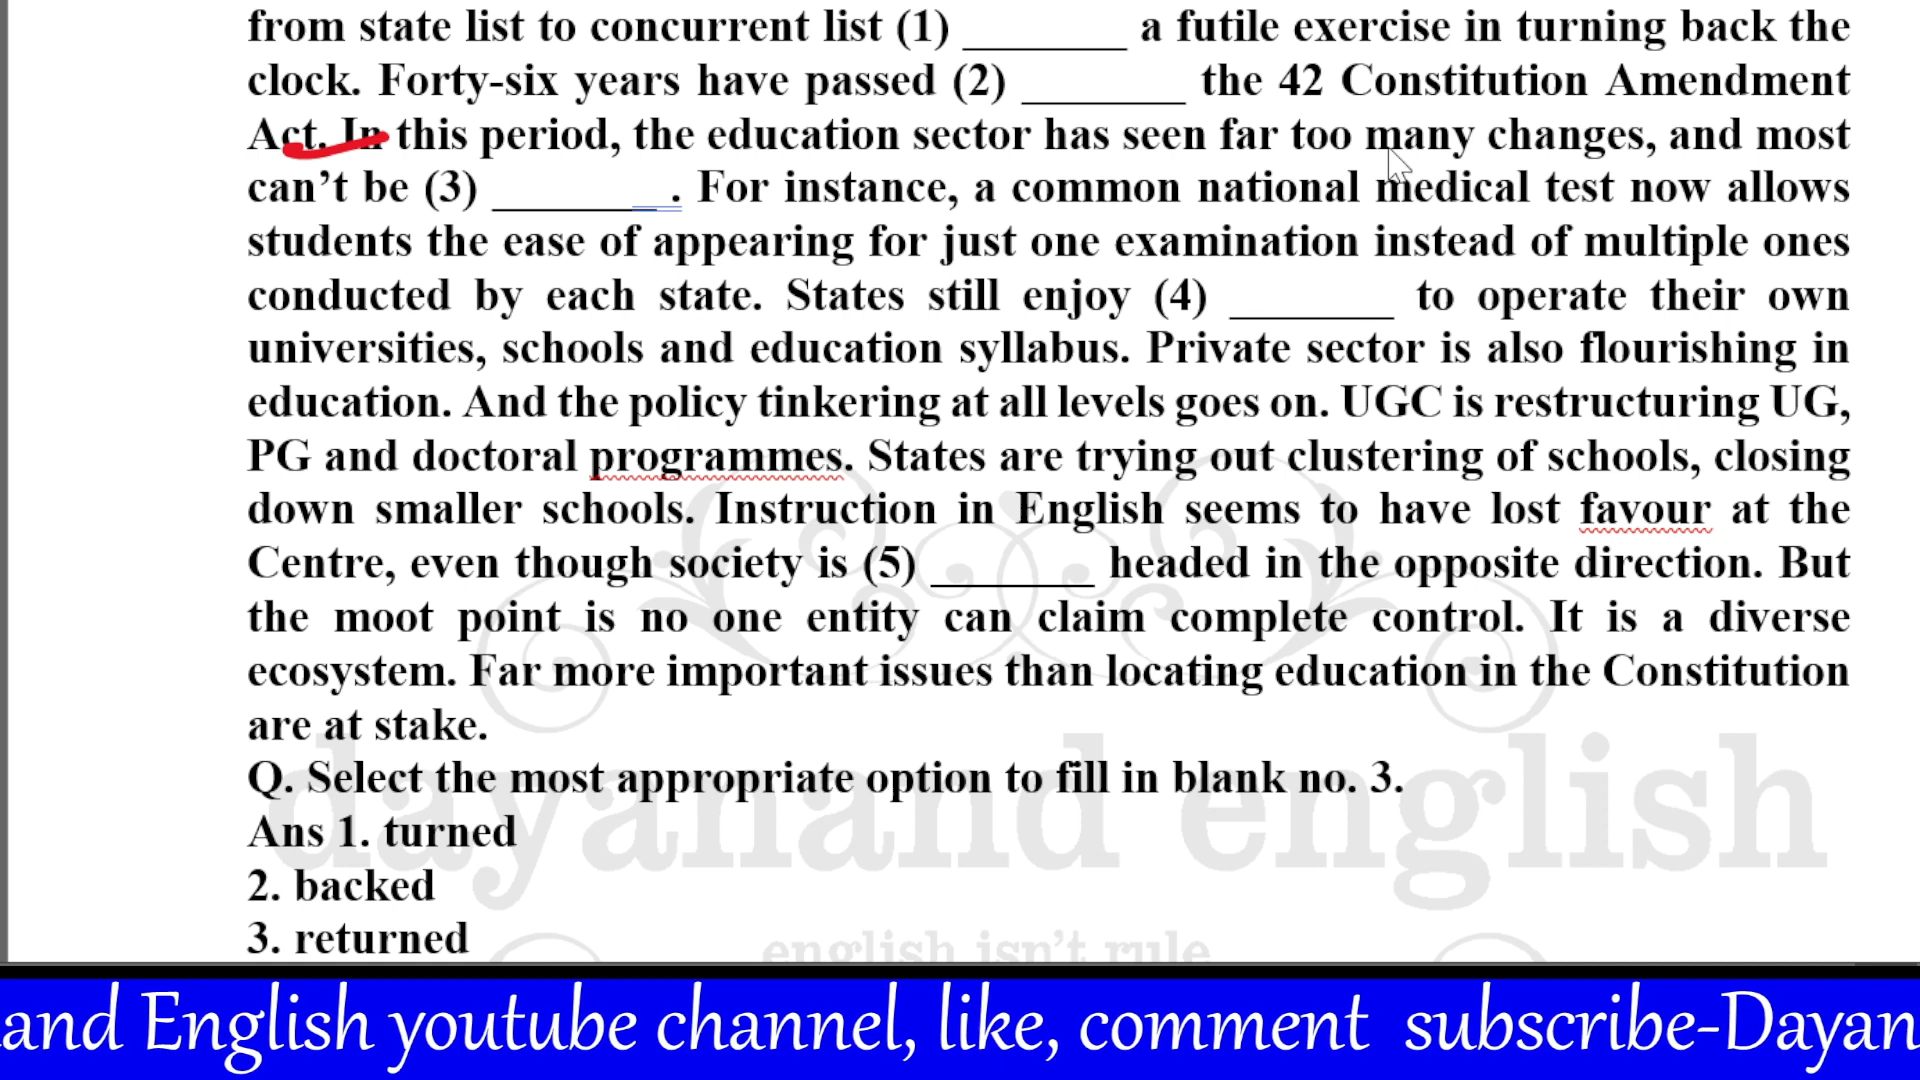 from state list to concurrent list (1) _______ a futile exercise in turning back the
clock. Forty-six years have passed (2) _______ the 42 Constitution Amendment
Act. In this period, the education sector has seen far too many changes, and most
can’t be (3) _______ . For instance, a common national medical test now allows
students the ease of appearing for just one examination instead of multiple ones
conducted by each state. States still enjoy (4) _______ to operate their own
universities, schools and education syllabus. Private sector is also flourishing in
education. And the policy tinkering at all levels goes on. UGC is restructuring UG,
PG and doctoral programmes. States are trying out clustering of schools, closing
down smaller schools. Instruction in English seems to have lost favour at the
Centre, even though society is (5) _______ headed in the opposite direction. But
the moot point is no one entity can claim complete control. It is a diverse
ecosystem. Far more important issues than locating education in the Constitution
are at stake.
Q. Select the most appropriate option to fill in blank no. 3.
Ans 1. turned
2. backed
3. returned
dayanand english
english isn't rule
and English youtube channel, like, comment subscribe-Dayan